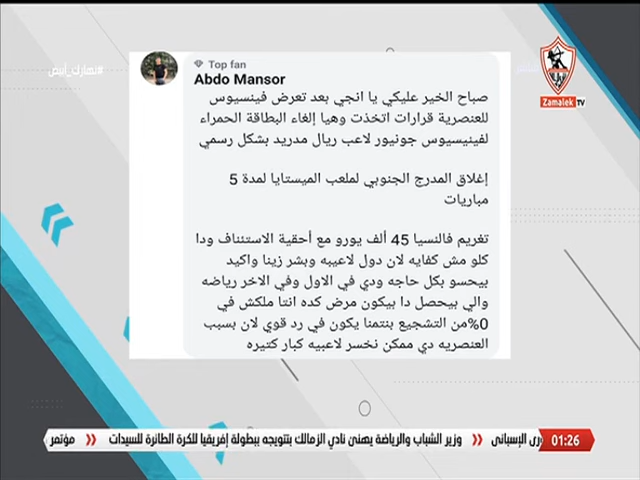 #نهارك_أبيض
Top fan
Abdo Mansor
صباح الخير عليكي يا انجي بعد تعرض فينسيوس
للعنصرية قرارات اتخذت وهيا إلغاء البطاقة الحمراء
لفينيسيوس جونيور لاعب ريال مدريد بشكل رسمي
إغلاق المدرج الجنوبي لملعب الميستايا لمدة 5
مباريات
تغريم فالنسيا 45 ألف يورو مع أحقية الاستئناف ودا
كلو مش كفايه لان دول لاعيبه وبشر زينا واكيد
بيحسو بكل حاجه ودي في الاول وفي الاخر رياضه
والي بيحصل دا بيكون مرض كده انتا ملكش في
0%من التشجيع بنتمنا يكون في رد قوي لان بسبب
العنصريه دي ممكن نخسر لاعبيه كبار كتيره
Zamalek TV
01:26
ورى الإسبانى
وزير الشباب والرياضة يهنئ نادي الزمالك بتتويجه ببطولة إفريقيا للكرة الطائرة للسيدات
مؤتمر